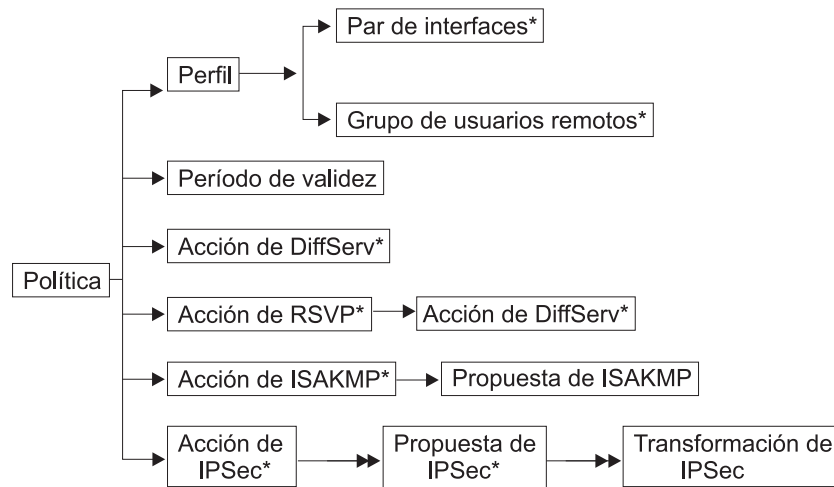 Par de interfaces*
Perfil
Grupo de usuarios remotos*
Período de validez
Acción de DiffServ*
Política
Acción de RSVP*
Acción de DiffServ*
Acción de ISAKMP*
Propuesta de ISAKMP
Acción de
IPSec*
Propuesta de
IPSec*
Transformación de
IPSec